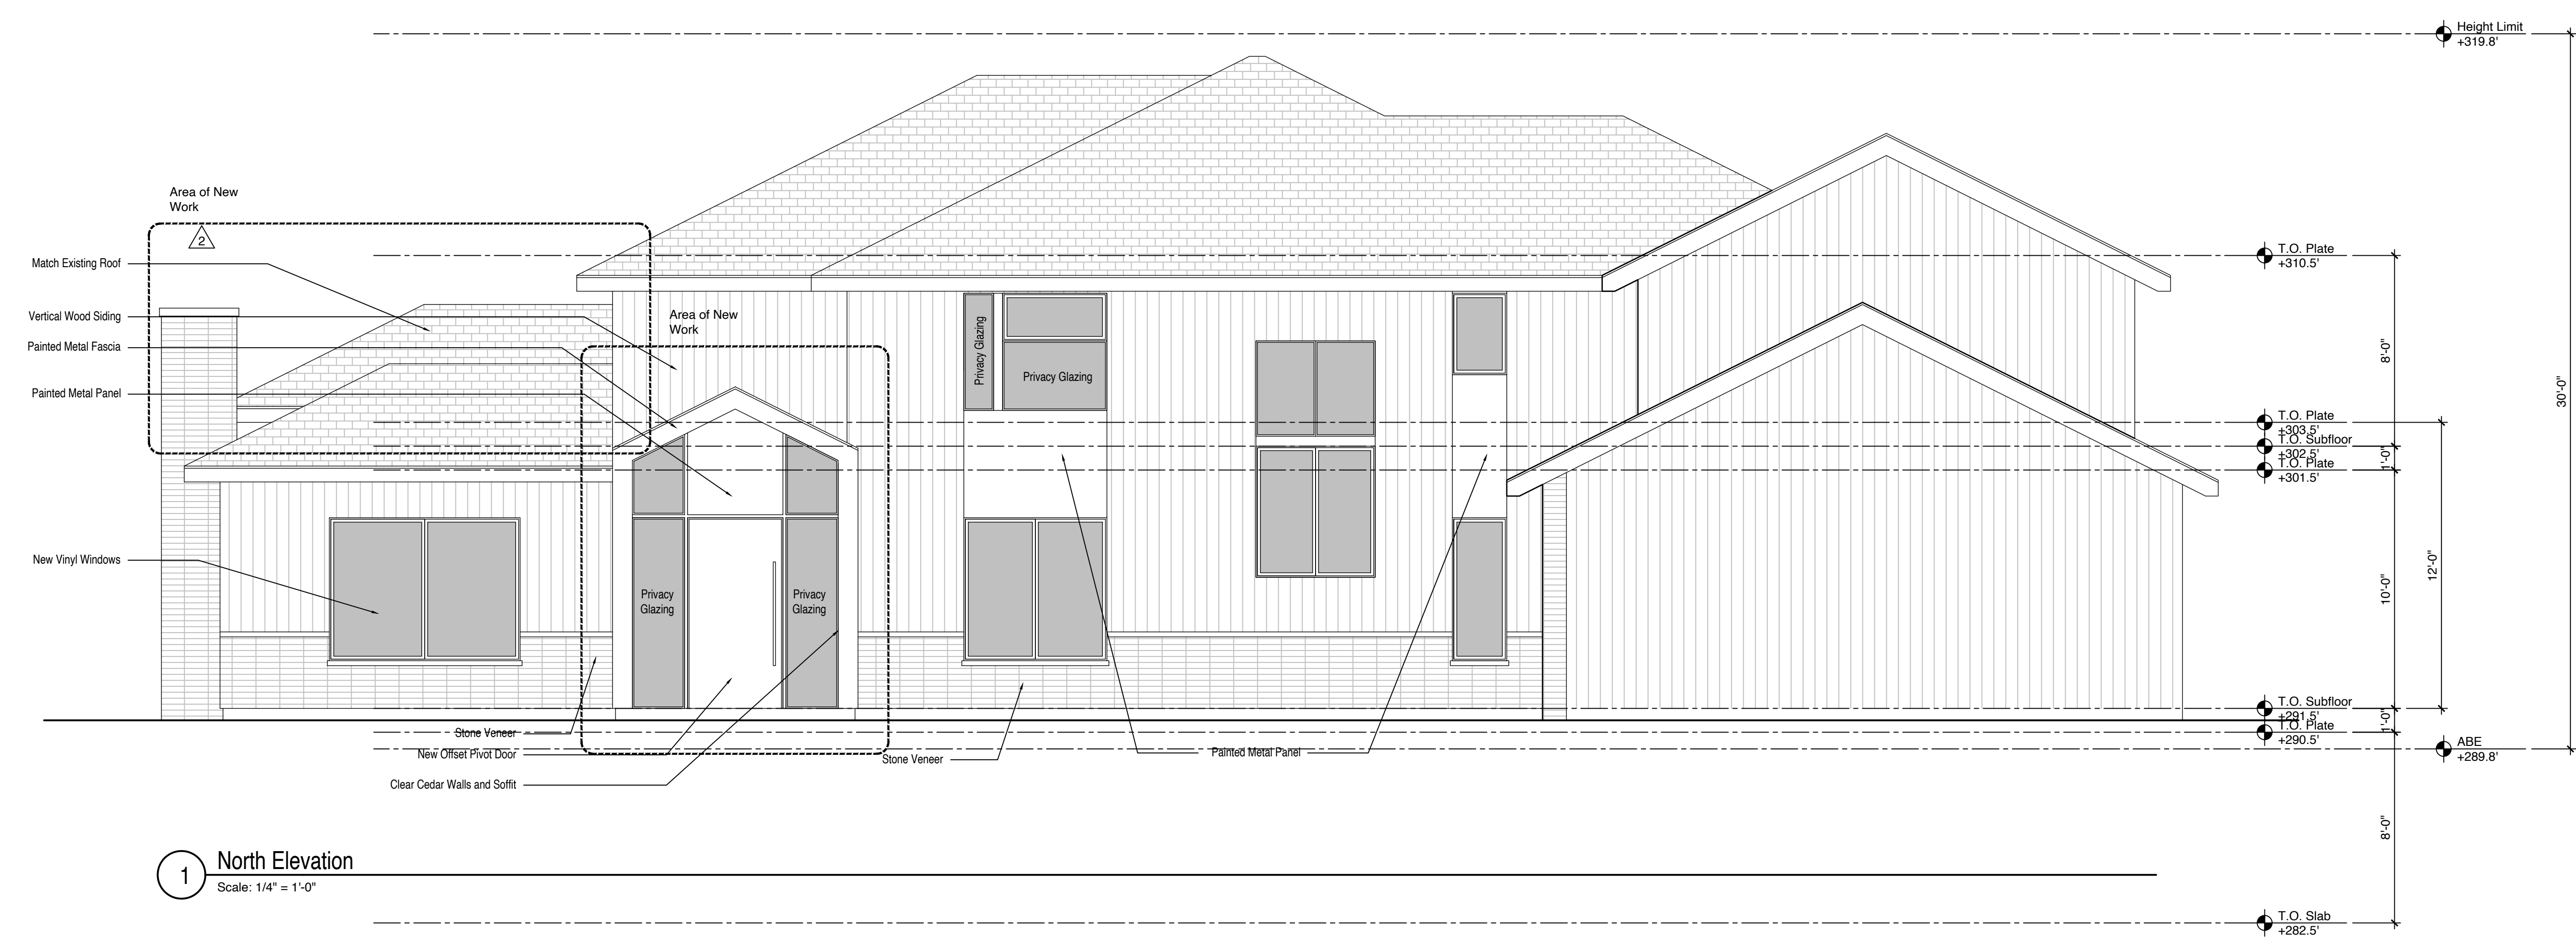 Height Limit
+319.8'
Area of New
Work
2
Match Existing Roof
T.O. Plate
+310.5'
Vertical Wood Siding
Area of New
Work
Painted Metal Fascia
Painted Metal Panel
Privacy Glazing
Privacy Glazing
8'-0"
30'-0"
T.O. Plate
+303.5'
T.O. Subfloor
+302.5'
1'-0"
T.O. Plate
+301.5'
New Vinyl Windows
Privacy
Glazing
Privacy
Glazing
10'-0"
12'-0"
T.O. Subfloor
+291.5'
1'-0"
T.O. Plate
+290.5'
ABE
+289.8'
Stone Veneer
New Offset Pivot Door
Clear Cedar Walls and Soffit
Stone Veneer
Painted Metal Panel
8'-0"
1
North Elevation
Scale: 1/4" = 1'-0"
T.O. Slab
+282.5'